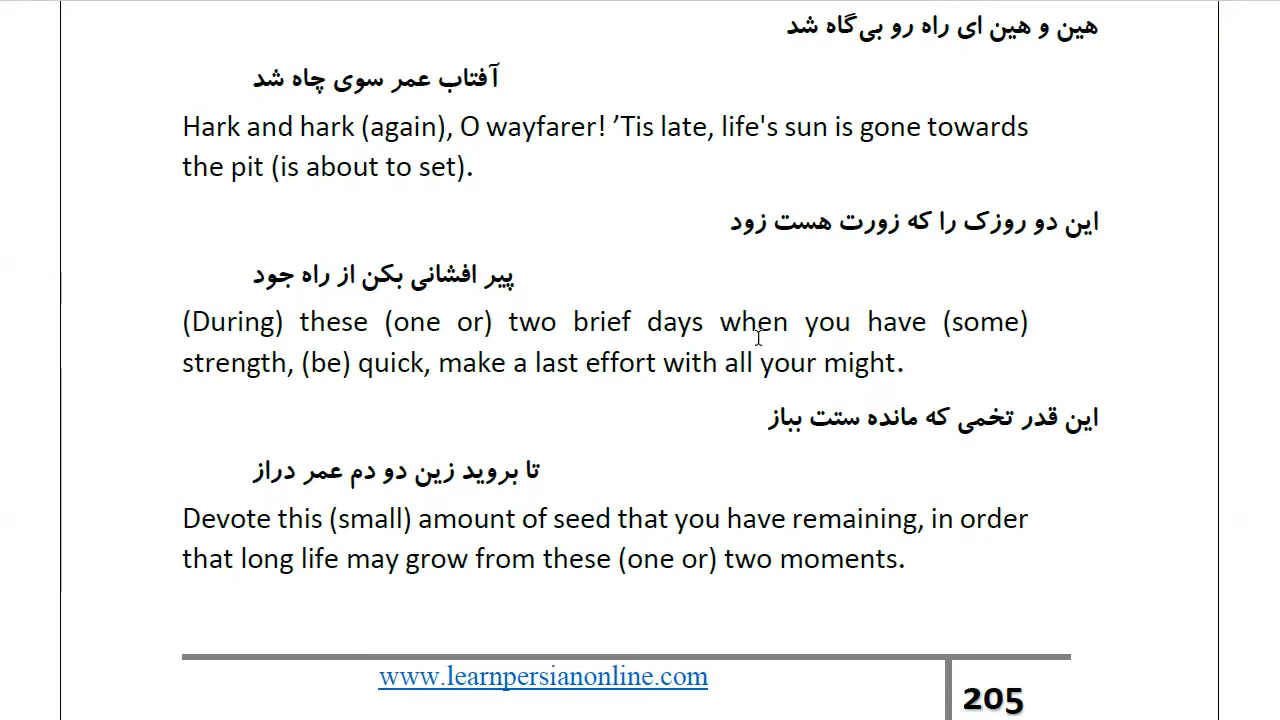 هین و هین ای راه رو بی‌گاه شد
آفتاب عمر سوی چاه شد
Hark and hark (again), O wayfarer! ’Tis late, life's sun is gone towards
the pit (is about to set).
این دو روزک را که زورت هست زود
پیر افشانی بکن از راه جود
(During) these (one or) two brief days when you have (some)
strength, (be) quick, make a last effort with all your might.
این قدر تخمی که مانده ستت بباز
تا بروید زین دو دم عمر دراز
Devote this (small) amount of seed that you have remaining, in order
that long life may grow from these (one or) two moments.
www.learnpersianonline.com
205